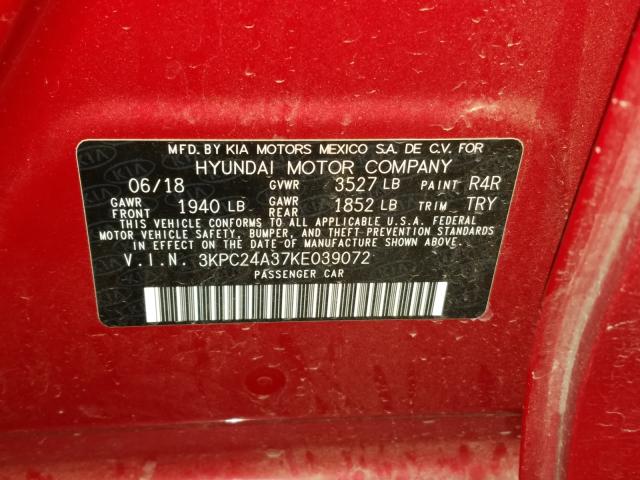 MFD. BY KIA MOTORS MEXICO S.A. DE C.V. FOR
HYUNDAI MOTOR COMPANY
06/18 GVWR 3527 LB PAINT R4R
GAWR FRONT 1940 LB GAWR REAR 1852 LB TRIM TRY
THIS VEHICLE CONFORMS TO ALL APPLICABLE U.S.A. FEDERAL
MOTOR VEHICLE SAFETY, BUMPER, AND THEFT PREVENTION STANDARDS
IN EFFECT ON THE DATE OF MANUFACTURE SHOWN ABOVE.
V.I.N. 3KPC24A37KE039072
PASSENGER CAR